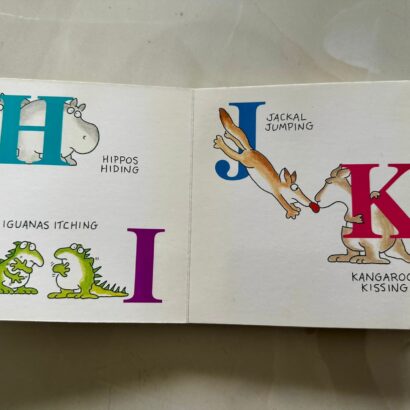 H
HIPPOS
HIDING
IGUANAS ITCHING
I
J
JACKAL
JUMPING
K
KANGAROO
KISSING